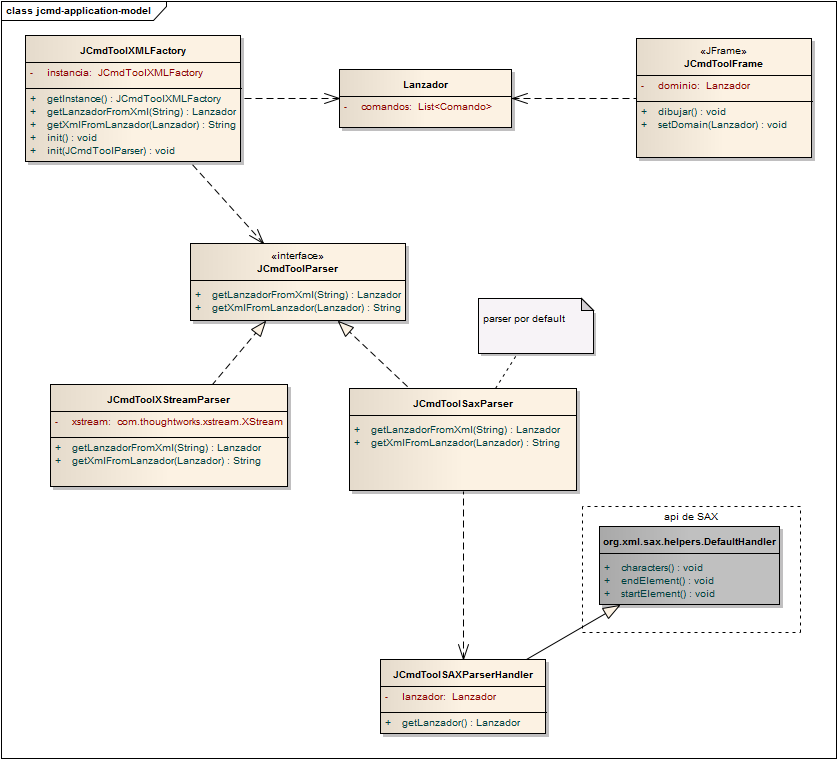 class jcmd-application-model
JCmdToolXMLFactory
- instancia: JCmdToolXMLFactory
+ getInstance() : JCmdToolXMLFactory
+ getLanzadorFromXml(String) : Lanzador
+ getXmlFromLanzador(Lanzador) : String
+ init() : void
+ init(JCmdToolParser) : void
Lanzador
- comandos: List<Comando>
«JFrame»
JCmdToolFrame
- dominio: Lanzador
+ dibujar() : void
+ setDomain(Lanzador) : void
«interface»
JCmdToolParser
+ getLanzadorFromXml(String) : Lanzador
+ getXmlFromLanzador(Lanzador) : String
parser por default
JCmdToolXStreamParser
- xstream: com.thoughtworks.xstream.XStream
+ getLanzadorFromXml(String) : Lanzador
+ getXmlFromLanzador(Lanzador) : String
JCmdToolSaxParser
+ getLanzadorFromXml(String) : Lanzador
+ getXmlFromLanzador(Lanzador) : String
api de SAX
org.xml.sax.helpers.DefaultHandler
+ characters() : void
+ endElement() : void
+ startElement() : void
JCmdToolSAXParserHandler
- lanzador: Lanzador
+ getLanzador() : Lanzador